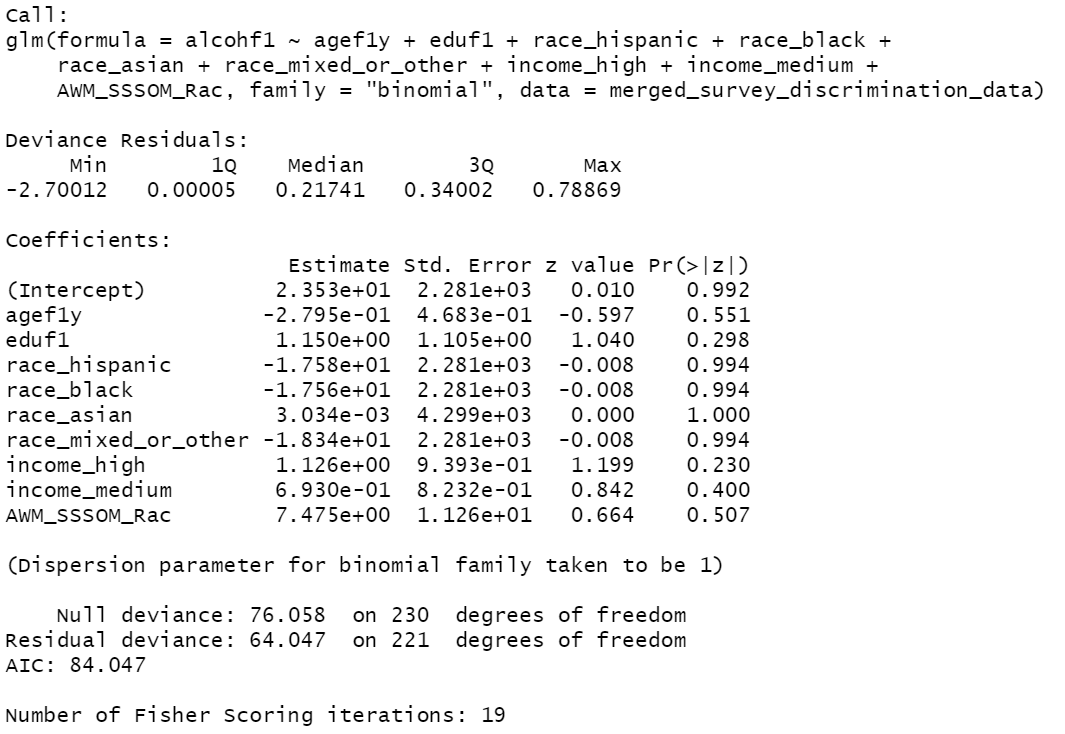 Call:
glm(formula = alcohf1 ~ agef1y + eduf1 + race_hispanic + race_black +
    race_asian + race_mixed_or_other + income_high + income_medium +
    AWM_SSSOM_Rac, family = "binomial", data = merged_survey_discrimination_data)

Deviance Residuals:
     Min        1Q    Median        3Q       Max
-2.70012   0.00005   0.21741   0.34002   0.78869

Coefficients:
                      Estimate Std. Error z value Pr(>|z|)
(Intercept)          2.353e+01  2.281e+03   0.010    0.992
agef1y              -2.795e-01  4.683e-01  -0.597    0.551
eduf1                1.150e+00  1.105e+00   1.040    0.298
race_hispanic       -1.758e+01  2.281e+03  -0.008    0.994
race_black          -1.756e+01  2.281e+03  -0.008    0.994
race_asian           3.034e-03  4.299e+03   0.000    1.000
race_mixed_or_other -1.834e+01  2.281e+03  -0.008    0.994
income_high          1.126e+00  9.393e-01   1.199    0.230
income_medium        6.930e-01  8.232e-01   0.842    0.400
AWM_SSSOM_Rac        7.475e+00  1.126e+01   0.664    0.507

(Dispersion parameter for binomial family taken to be 1)

    Null deviance: 76.058  on 230  degrees of freedom
Residual deviance: 64.047  on 221  degrees of freedom
AIC: 84.047

Number of Fisher Scoring iterations: 19